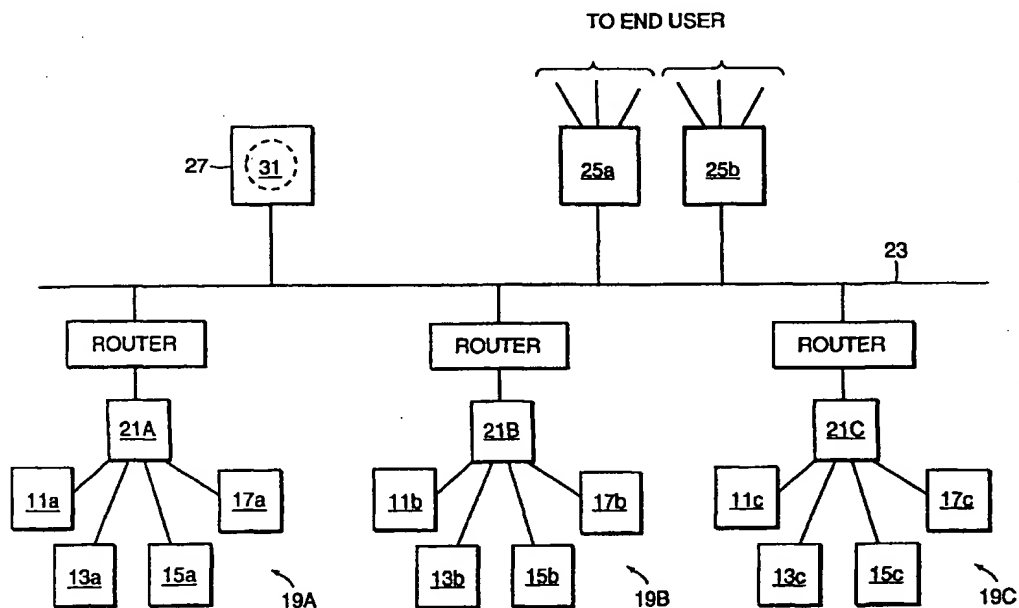 TO END USER
27
31
25a
25b
23
ROUTER
ROUTER
ROUTER
21A
21B
21C
11a
17a
11b
17b
11c
17c
13a
15a
13b
15b
13c
15c
19A
19B
19C